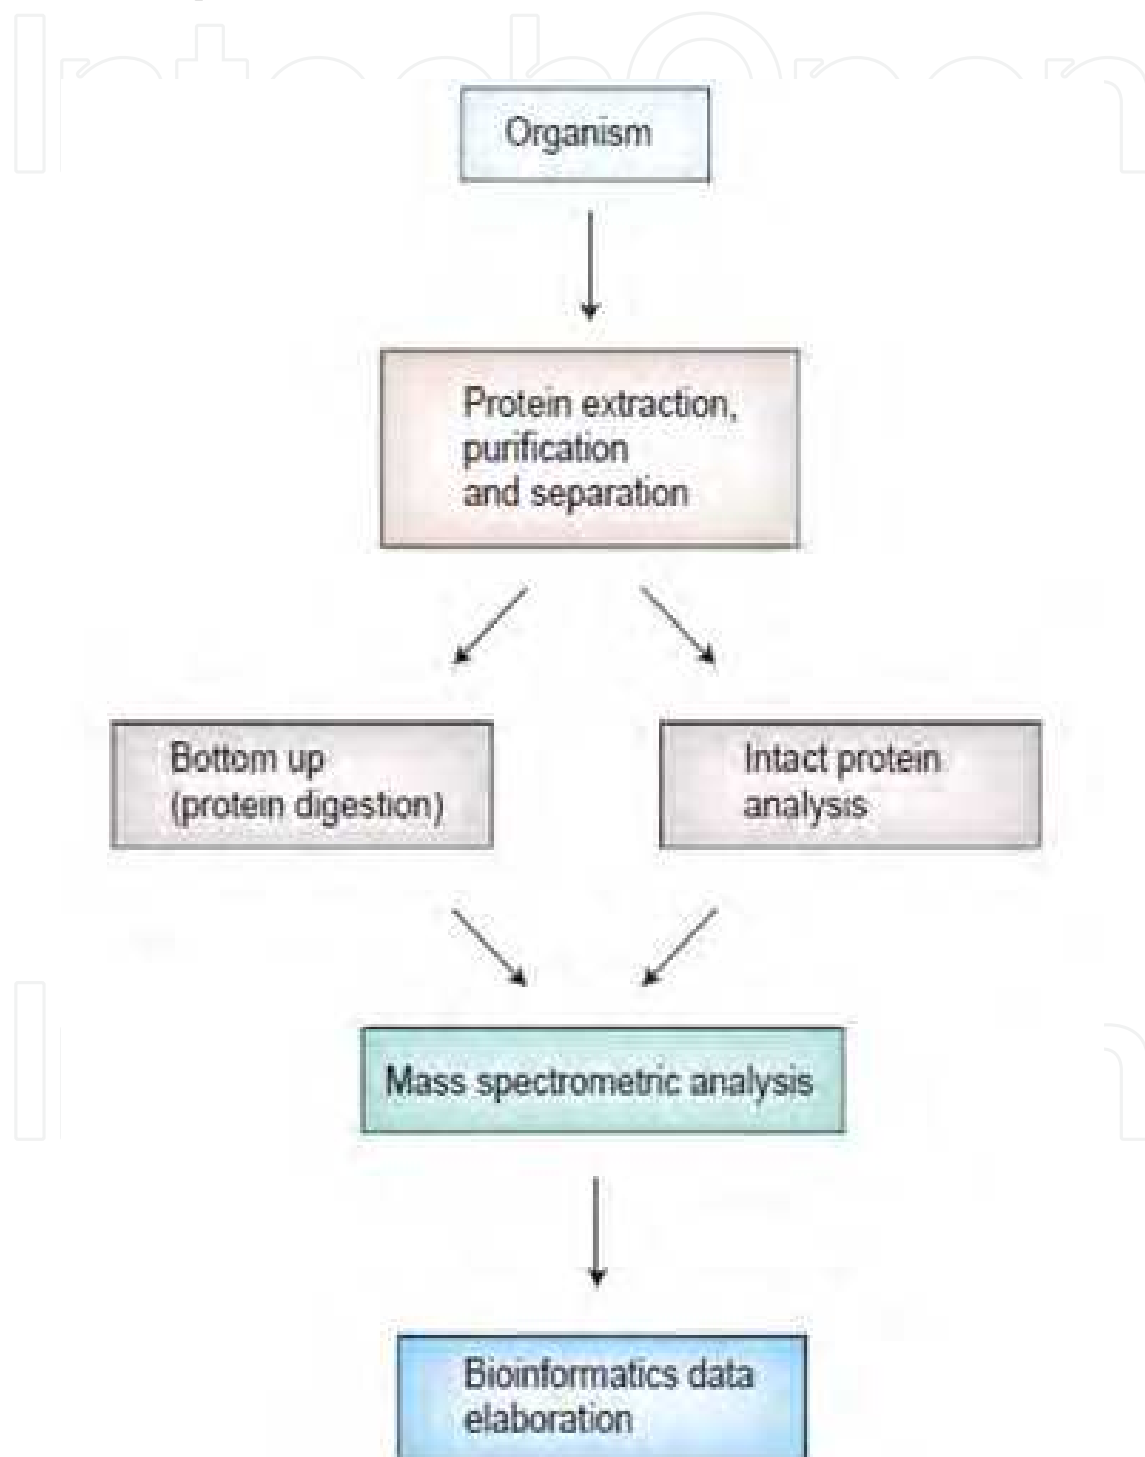 IntechOpen
Organism
Protein extraction,
purification
and separation
Bottom up
(protein digestion)
Intact protein
analysis
Mass spectrometric analysis
Bioinformatics data
elaboration